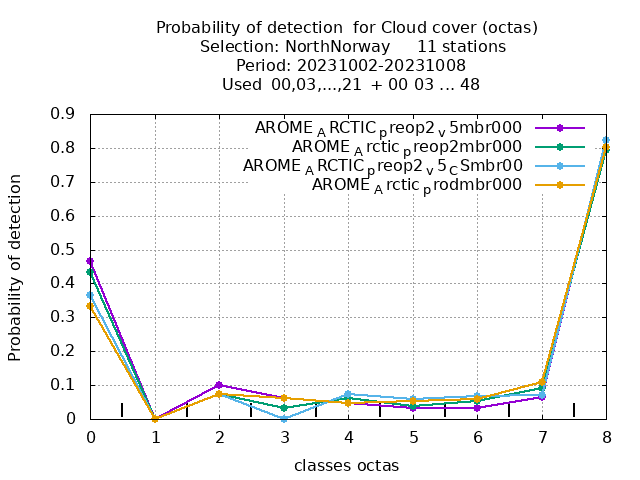 Probability of detection  for Cloud cover (octas)
Selection: NorthNorway     11 stations
Period: 20231002-20231008
Used  00,03,...,21  + 00 03 ... 48
AROME_ARCTIC_preop2_v5mbr000
AROME_Arctic_preop2mbr000
AROME_ARCTIC_preop2_v5_CSmbr00
AROME_Arctic_prodmbr000
0.9
0.8
0.7
0.6
0.5
0.4
0.3
0.2
0.1
0
Probability of detection
0 1 2 3 4 5 6 7 8
classes octas